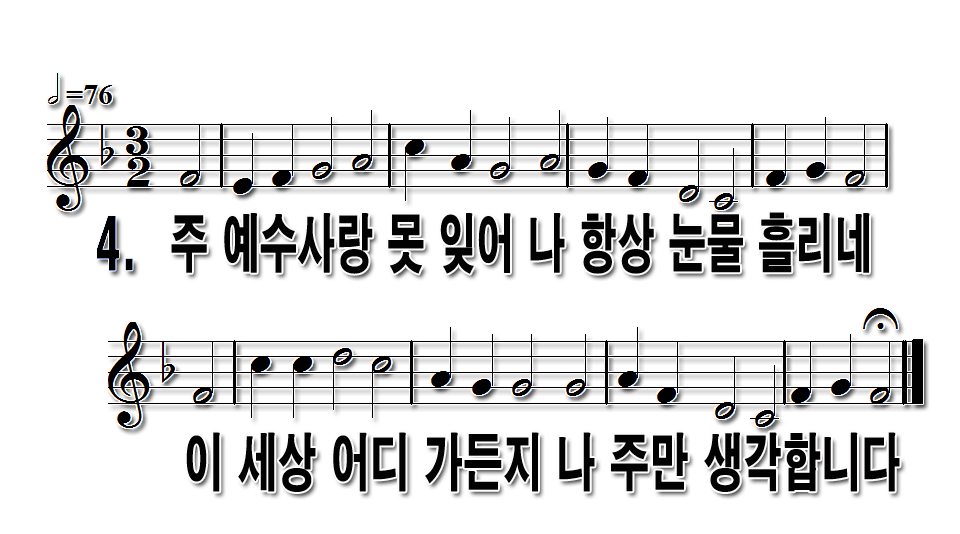 =76
3
2
4. 주 예수사랑 못 잊어 나 항상 눈물 흘리네
이 세상 어디 가든지 나 주만 생각합니다